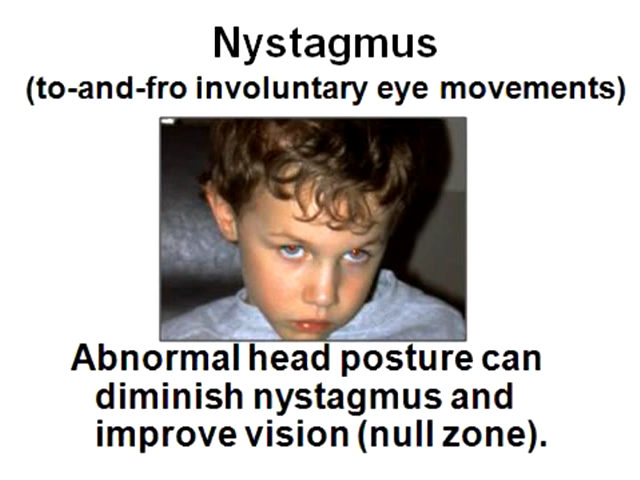 Nystagmus
(to-and-fro involuntary eye movements)
Abnormal head posture can
diminish nystagmus and
improve vision (null zone).